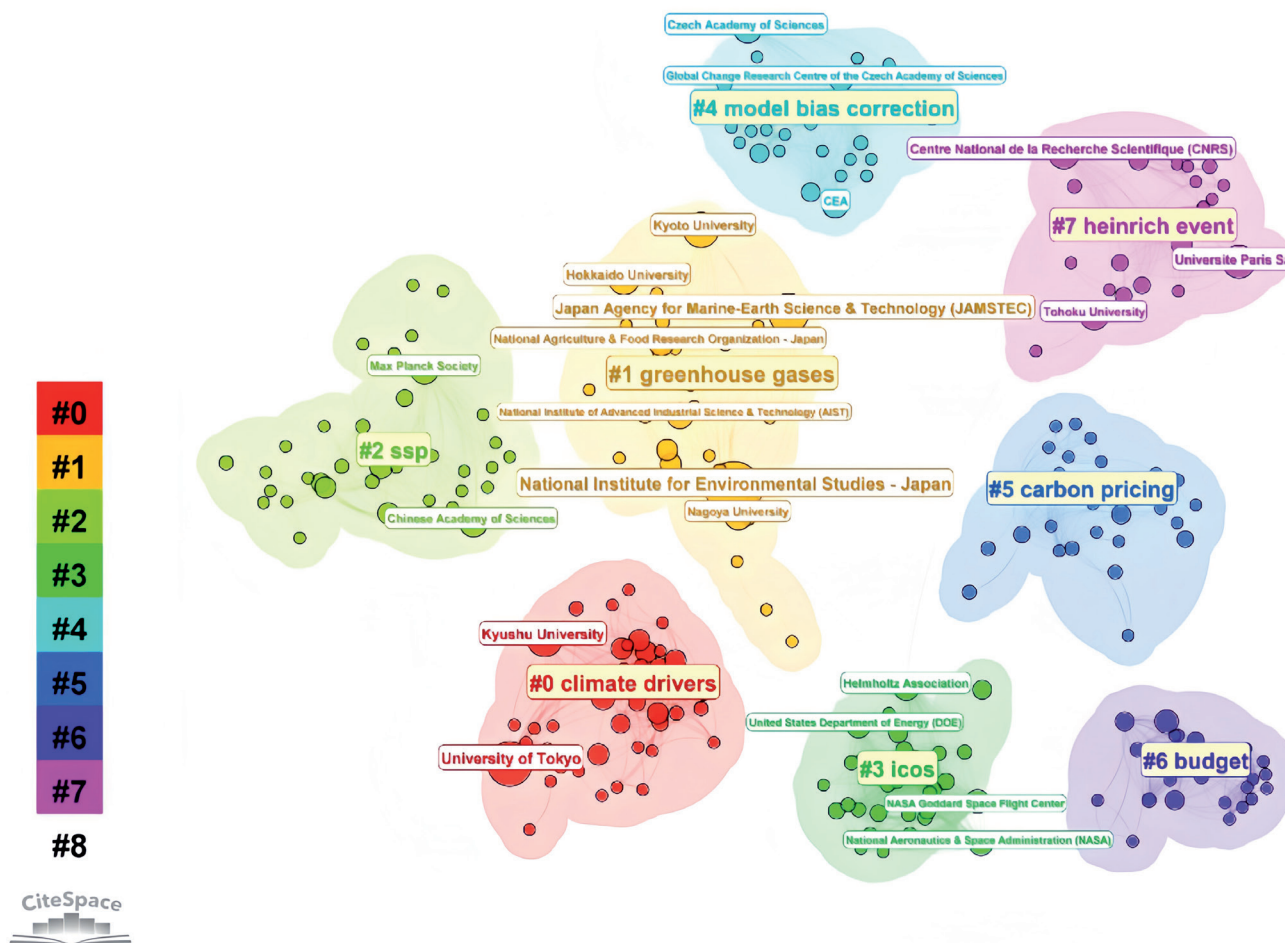 Czech Academy of Sciences
Global Change Research Centre of the Czech Academy of Sciences
#4 model bias correction
CEA
Centre National de la Recherche Scientifique (CNRS)
#7 heinrich event
Universite Paris Sa
Tohoku University
Kyoto University
Hokkaido University
Japan Agency for Marine-Earth Science & Technology (JAMSTEC)
National Agriculture & Food Research Organization - Japan
#1 greenhouse gases
National Institute of Advanced Industrial Science & Technology (AIST)
National Institute for Environmental Studies - Japan
Nagoya University
Max Planck Society
#2 ssp
Chinese Academy of Sciences
#5 carbon pricing
Kyushu University
#0 climate drivers
University of Tokyo
Helmholtz Association
United States Department of Energy (DOE)
#3 icos
NASA Goddard Space Flight Center
National Aeronautics & Space Administration (NASA)
#6 budget
#0
#1
#2
#3
#4
#5
#6
#7
#8
CiteSpace